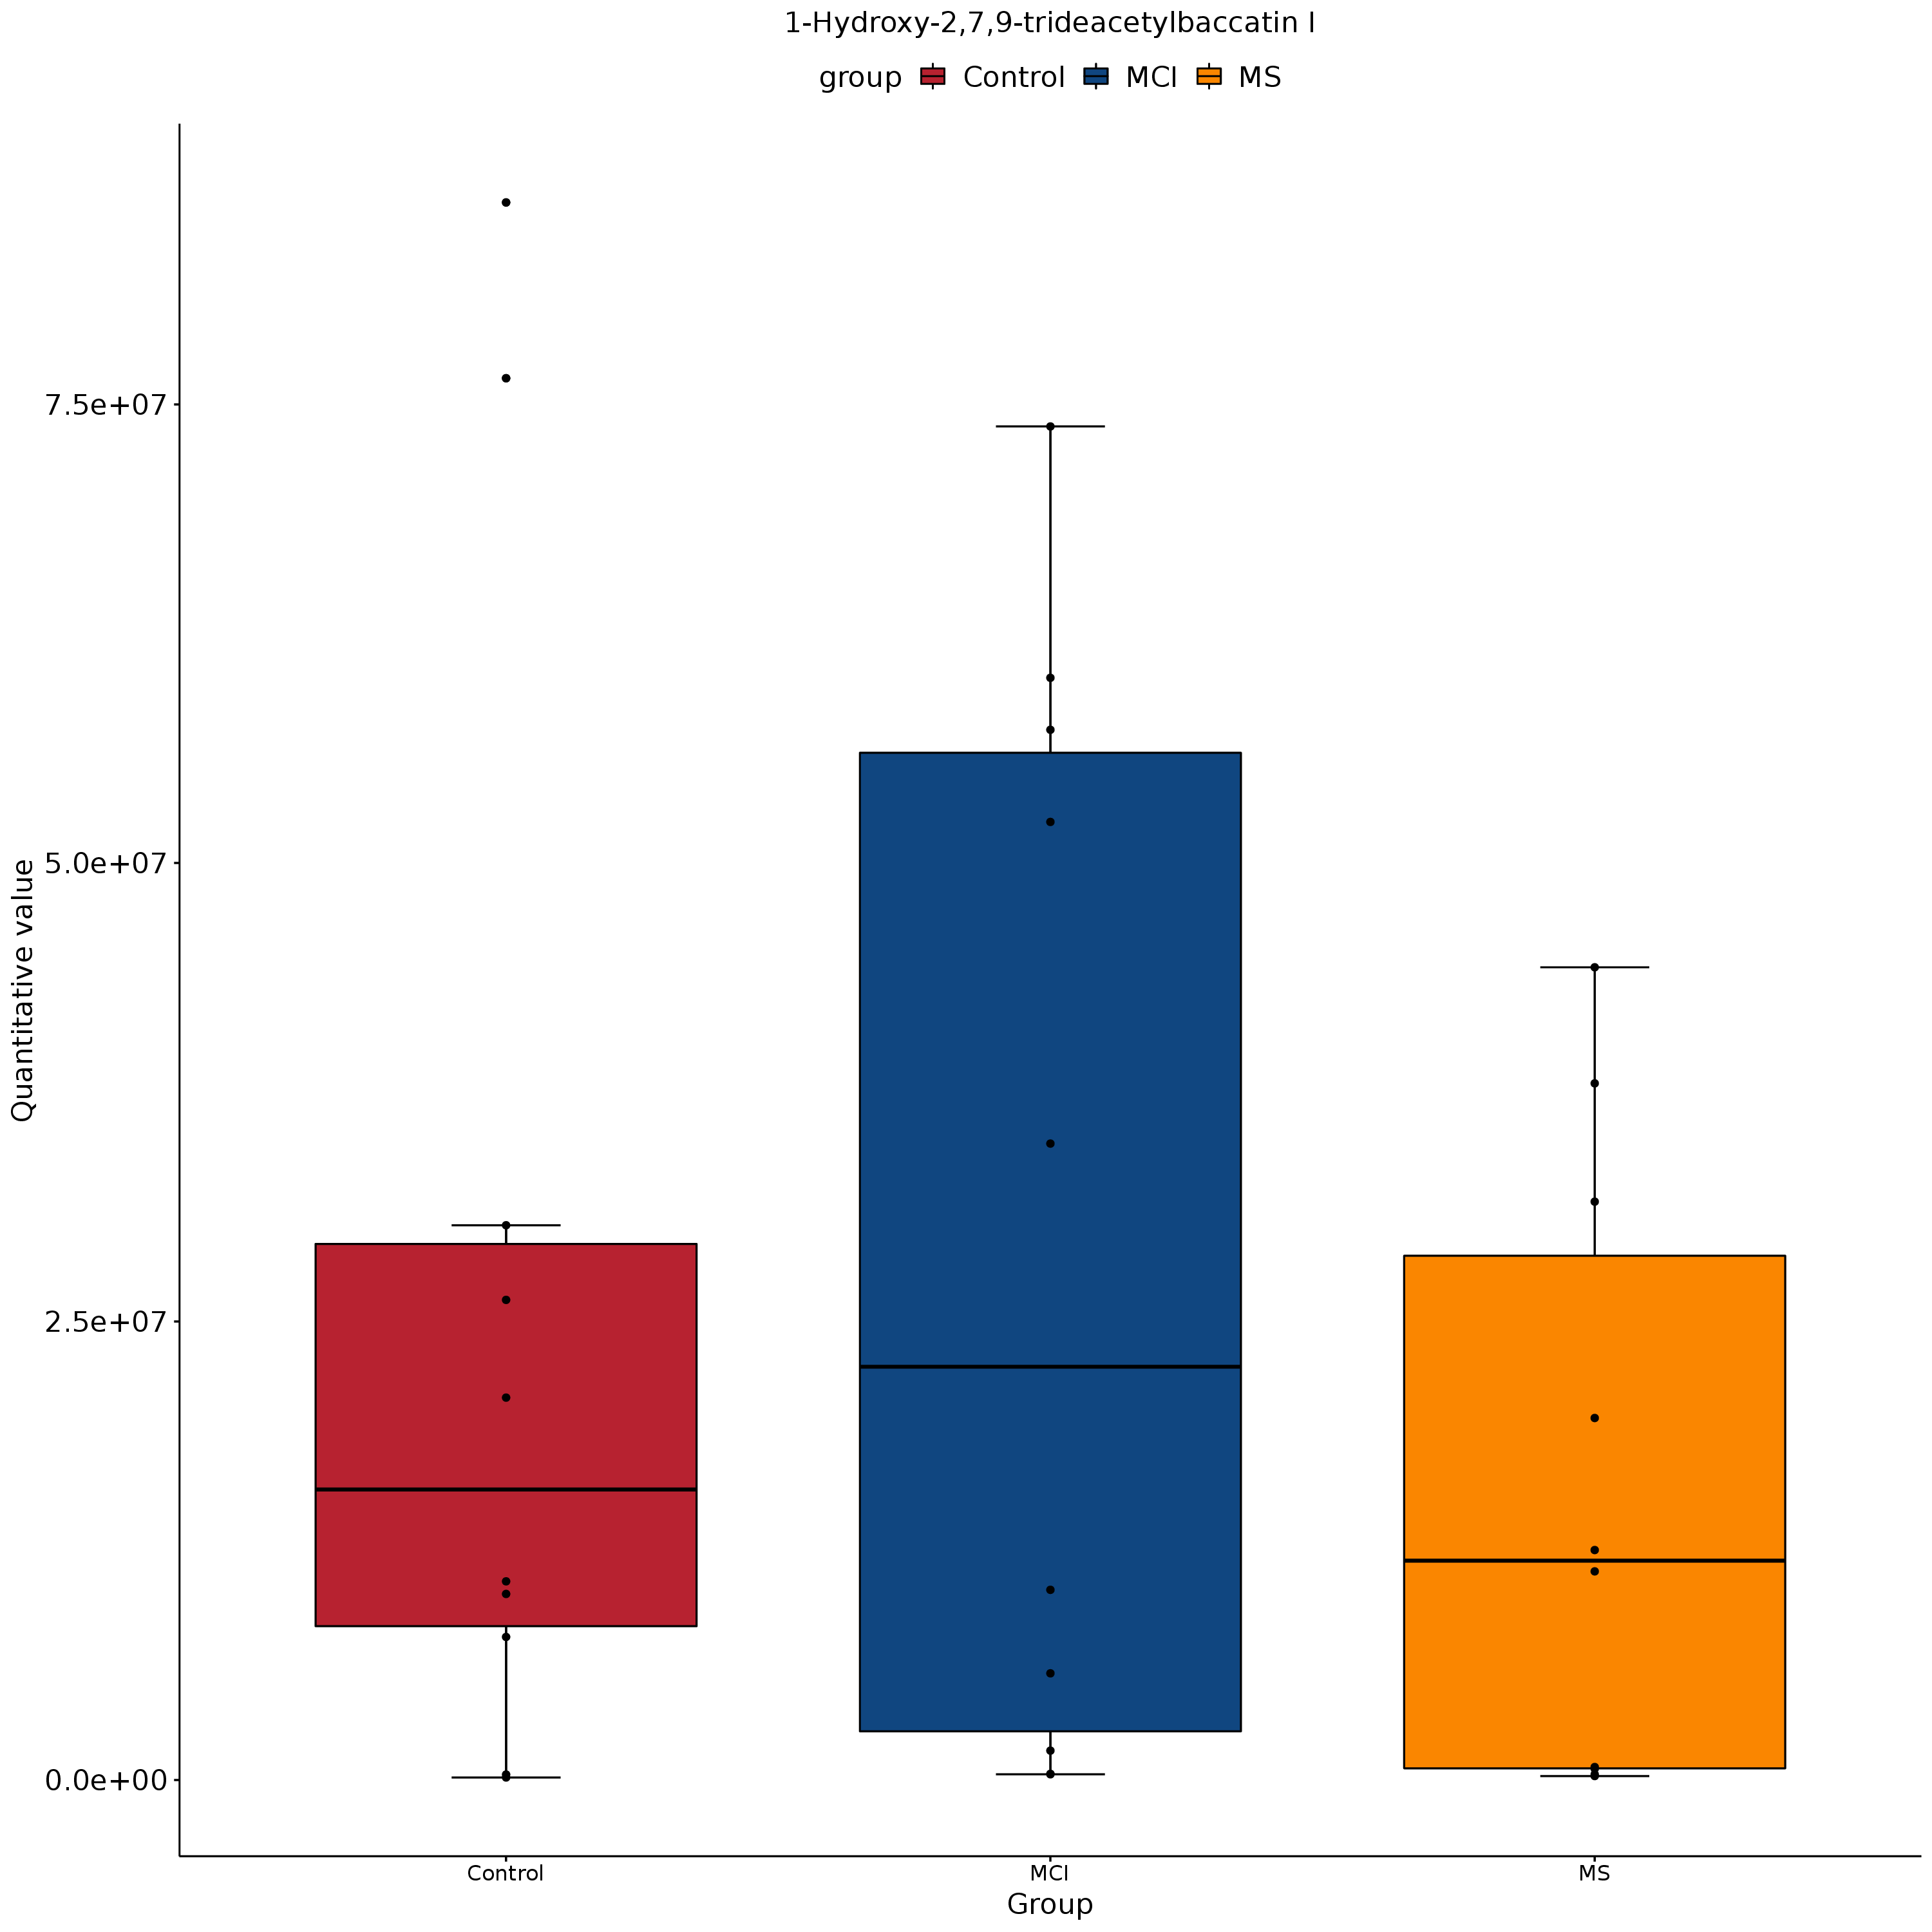 1-Hydroxy-2,7,9-trideacetylbaccatin I
group Control MCI MS
Quantitative value
7.5e+07
5.0e+07
2.5e+07
0.0e+00
Control MCI MS
Group